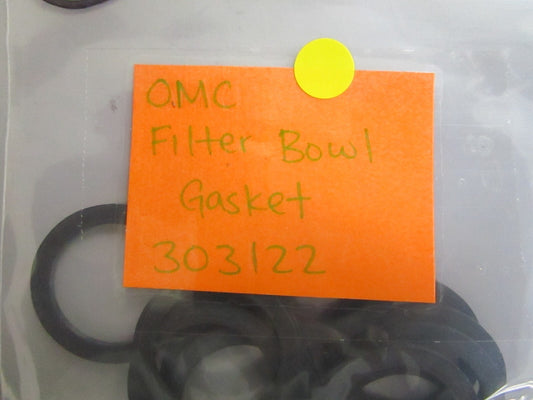 OMC
Filter Bowl
Gasket
303122